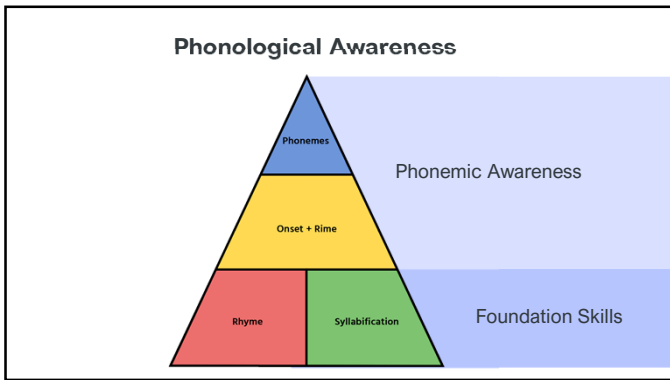 Phonological Awareness
Phonemes
Phonemic Awareness
Onset + Rime
Rhyme
Syllabification
Foundation Skills